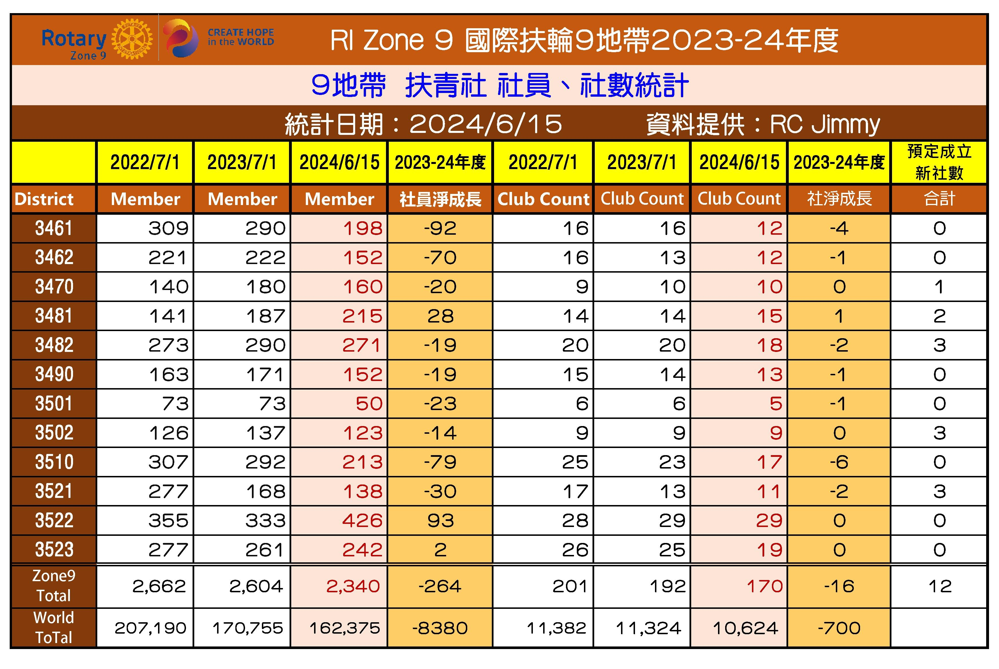 Rotary
Zone 9
ROTARY
INTERNATIONAL
CREATE HOPE
in the WORLD
RI Zone 9 國際扶輪9地帶2023-24年度
9地帶 扶青社 社員、社數統計
統計日期：2024/6/15 資料提供：RC Jimmy
2022/7/1 2023/7/1 2024/6/15 2023-24年度 2022/7/1 2023/7/1 2024/6/15 2023-24年度 預定成立
新社數
District Member Member Member 社員淨成長 Club Count Club Count Club Count 社淨成長 合計
3461 309 290 198 -92 16 16 12 -4 0
3462 221 222 152 -70 16 13 12 -1 0
3470 140 180 160 -20 9 10 10 0 1
3481 141 187 215 28 14 14 15 1 2
3482 273 290 271 -19 20 20 18 -2 3
3490 163 171 152 -19 15 14 13 -1 0
3501 73 73 50 -23 6 6 5 -1 0
3502 126 137 123 -14 9 9 9 0 3
3510 307 292 213 -79 25 23 17 -6 0
3521 277 168 138 -30 17 13 11 -2 3
3522 355 333 426 93 28 29 29 0 0
3523 277 261 242 2 26 25 19 0 0
Zone9
Total 2,662 2,604 2,340 -264 201 192 170 -16 12
World
ToTal 207,190 170,755 162,375 -8380 11,382 11,324 10,624 -700